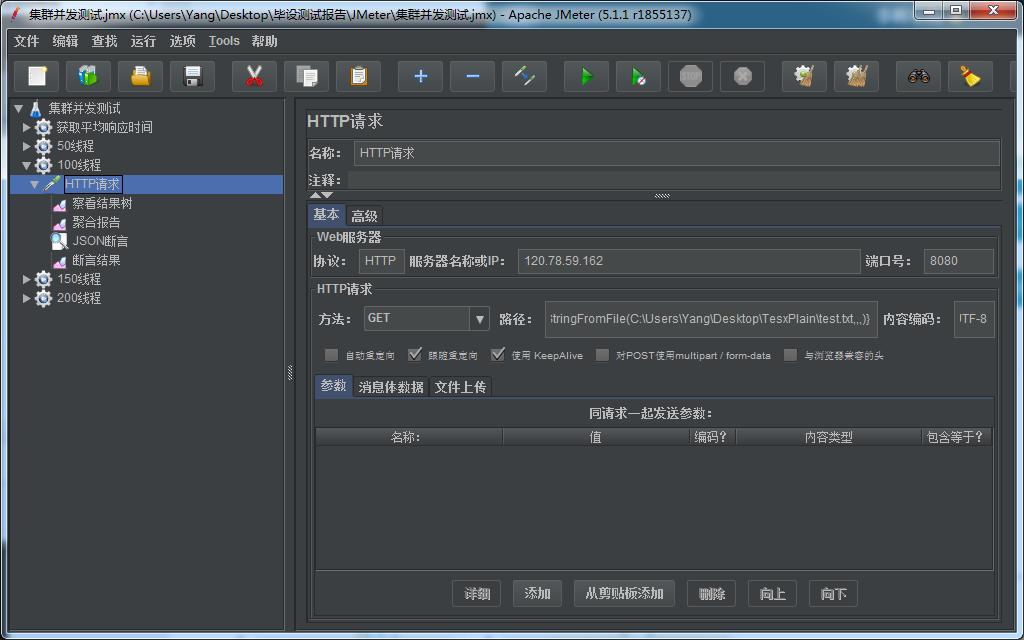 集群并发测试.jmx (C:\Users\Yang\Desktop\毕设测试报告\JMeter\集群并发测试.jmx) - Apache JMeter (5.1.1 r1855137)
文件 编辑 查找 运行 选项 Tools 帮助
STOP
集群并发测试
获取平均响应时间
50线程
100线程
HTTP请求
察看结果树
聚合报告
JSON断言
断言结果
150线程
200线程
HTTP请求
名称： HTTP请求
注释：
基本 高级
Web服务器
协议： HTTP 服务器名称或IP： 120.78.59.162 端口号： 8080
HTTP请求
方法： GET 路径： StringFromFile(C:\Users\Yang\Desktop\TesxPlain\test.txt,,,)} 内容编码： UTF-8
自动重定向 跟随重定向 使用 KeepAlive 对POST使用multipart / form-data 与浏览器兼容的头
参数 消息体数据 文件上传
同请求一起发送参数：
名称： 值 编码？ 内容类型 包含等于？
详细 添加 从剪贴板添加 删除 向上 向下